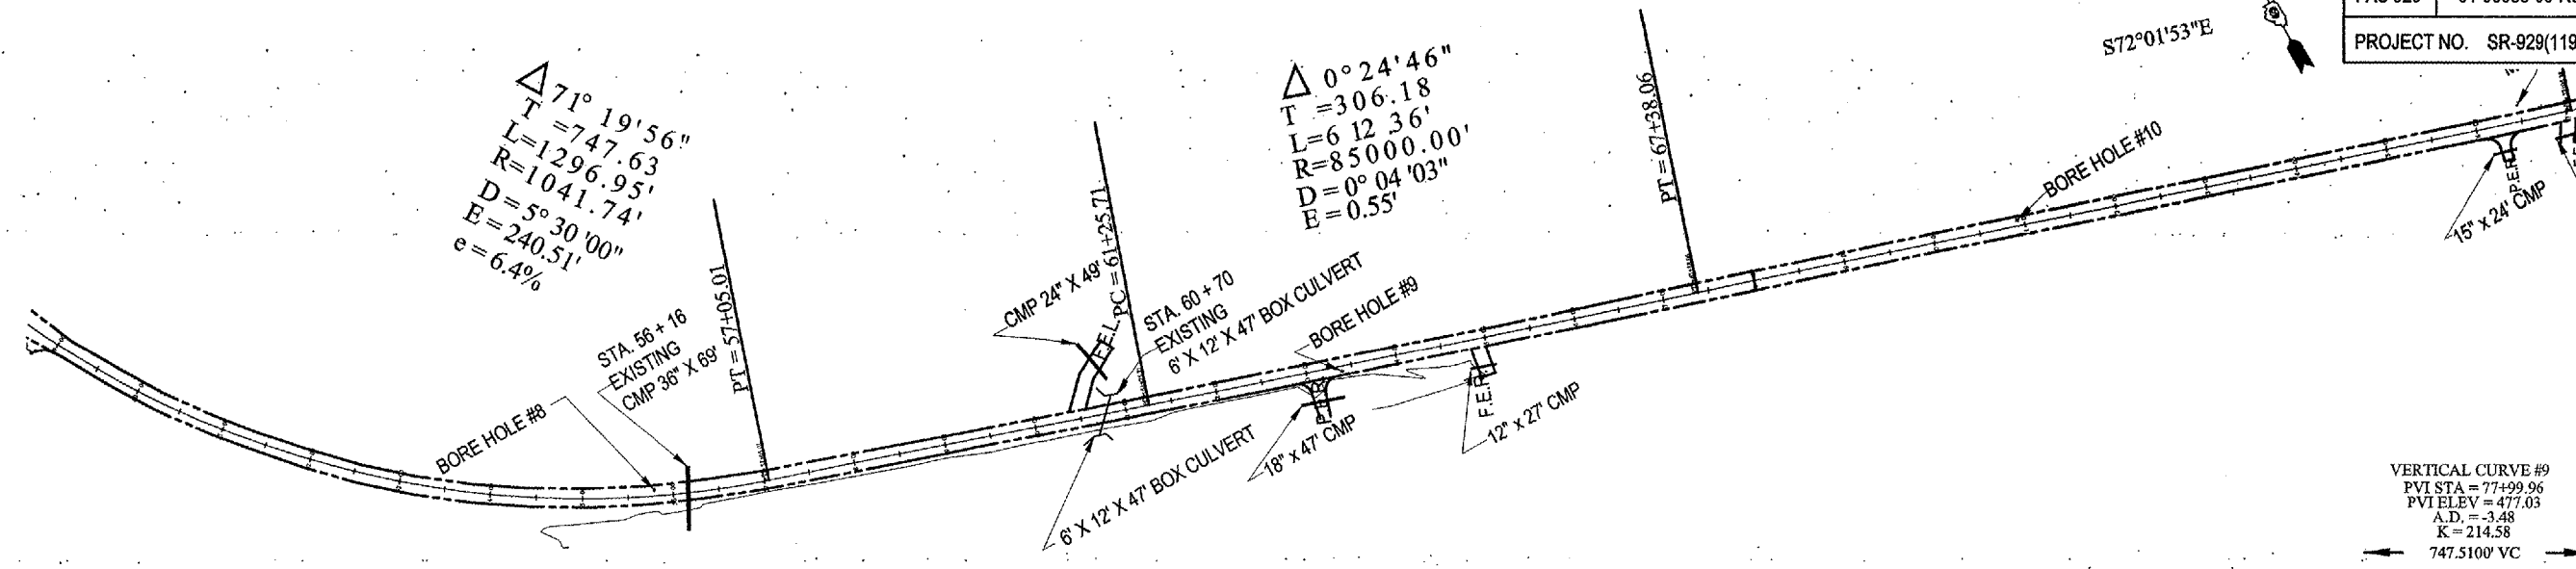 PROJECT NO. SR-929(119
S72°01'53"E
△ 71° 19'56"
T =747.63
L=1296.95'
R=1041.74'
D=5°30'00"
E=240.51'
e=6.4%
△ 0°24'46"
T =306.18
L=6 12 36'
R=85000.00'
D=0° 04'03"
E=0.55'
PT = 57+05.01
PC = 61+25.71
PT = 67+38.06
BORE HOLE #8
STA. 56 + 16
EXISTING
CMP 36" X 69'
CMP 24" X 49'
F.E.L.
STA. 60 + 70
EXISTING
6' X 12' X 47' BOX CULVERT
6' X 12' X 47' BOX CULVERT
BORE HOLE #9
18" x 47' CMP
F.E.R.
12" x 27' CMP
BORE HOLE #10
P.E.R.
15" x 24' CMP
VERTICAL CURVE #9
PVI STA = 77+99.96
PVI ELEV = 477.03
A.D. = -3.48
K = 214.58
747.5100' VC